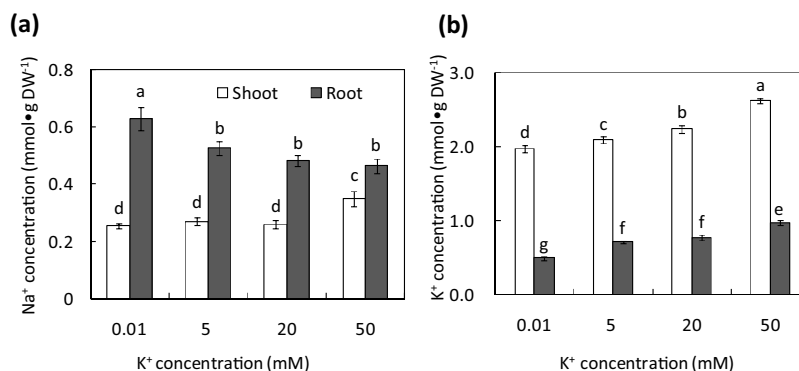 (a)
Na⁺ concentration (mmol•g DW⁻¹)
0.8
0.6
0.4
0.2
0
Shoot Root
a
b
b
b
d
d
d
c
0.01 5 20 50
K⁺ concentration (mM)
(b)
K⁺ concentration (mmol•g DW⁻¹)
3.0
2.0
1.0
0.0
d
c
b
a
g
f
f
e
0.01 5 20 50
K⁺ concentration (mM)